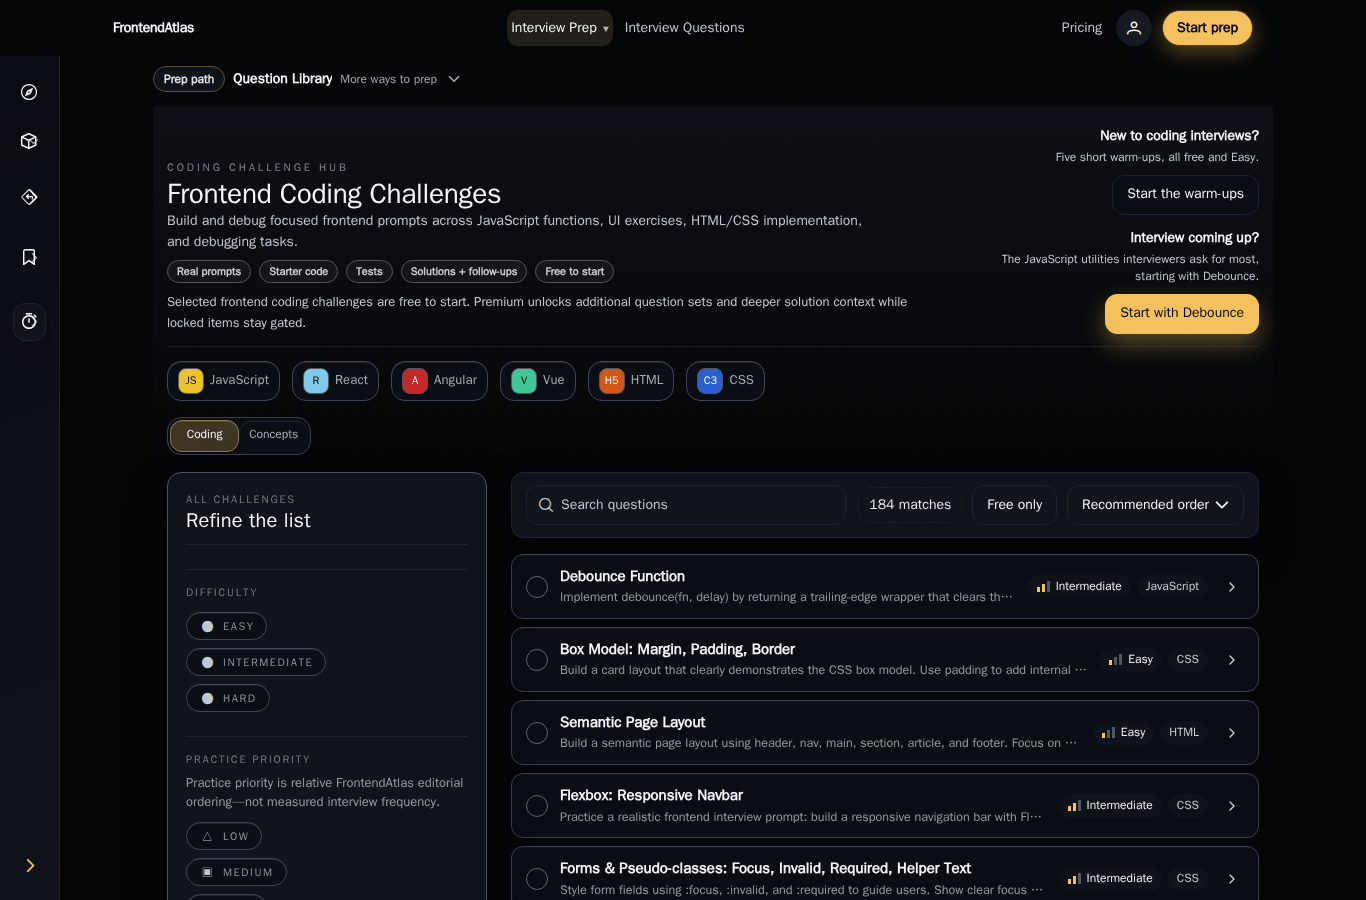 FrontendAtlas
Interview Prep ▾
Interview Questions
Pricing
Start prep
Prep path
Question Library
More ways to prep
CODING CHALLENGE HUB
Frontend Coding Challenges
Build and debug focused frontend prompts across JavaScript functions, UI exercises, HTML/CSS implementation,
and debugging tasks.
Real prompts
Starter code
Tests
Solutions + follow-ups
Free to start
Selected frontend coding challenges are free to start. Premium unlocks additional question sets and deeper solution context while
locked items stay gated.
New to coding interviews?
Five short warm-ups, all free and Easy.
Start the warm-ups
Interview coming up?
The JavaScript utilities interviewers ask for most,
starting with Debounce.
Start with Debounce
JS JavaScript
R React
A Angular
V Vue
H5 HTML
C3 CSS
Coding
Concepts
ALL CHALLENGES
Refine the list
DIFFICULTY
EASY
INTERMEDIATE
HARD
PRACTICE PRIORITY
Practice priority is relative FrontendAtlas editorial
ordering—not measured interview frequency.
△ LOW
▣ MEDIUM
Search questions
184 matches
Free only
Recommended order
Debounce Function
Implement debounce(fn, delay) by returning a trailing-edge wrapper that clears th…
Intermediate
JavaScript
Box Model: Margin, Padding, Border
Build a card layout that clearly demonstrates the CSS box model. Use padding to add internal …
Easy
CSS
Semantic Page Layout
Build a semantic page layout using header, nav, main, section, article, and footer. Focus on …
Easy
HTML
Flexbox: Responsive Navbar
Practice a realistic frontend interview prompt: build a responsive navigation bar with Fl…
Intermediate
CSS
Forms & Pseudo-classes: Focus, Invalid, Required, Helper Text
Style form fields using :focus, :invalid, and :required to guide users. Show clear focus …
Intermediate
CSS